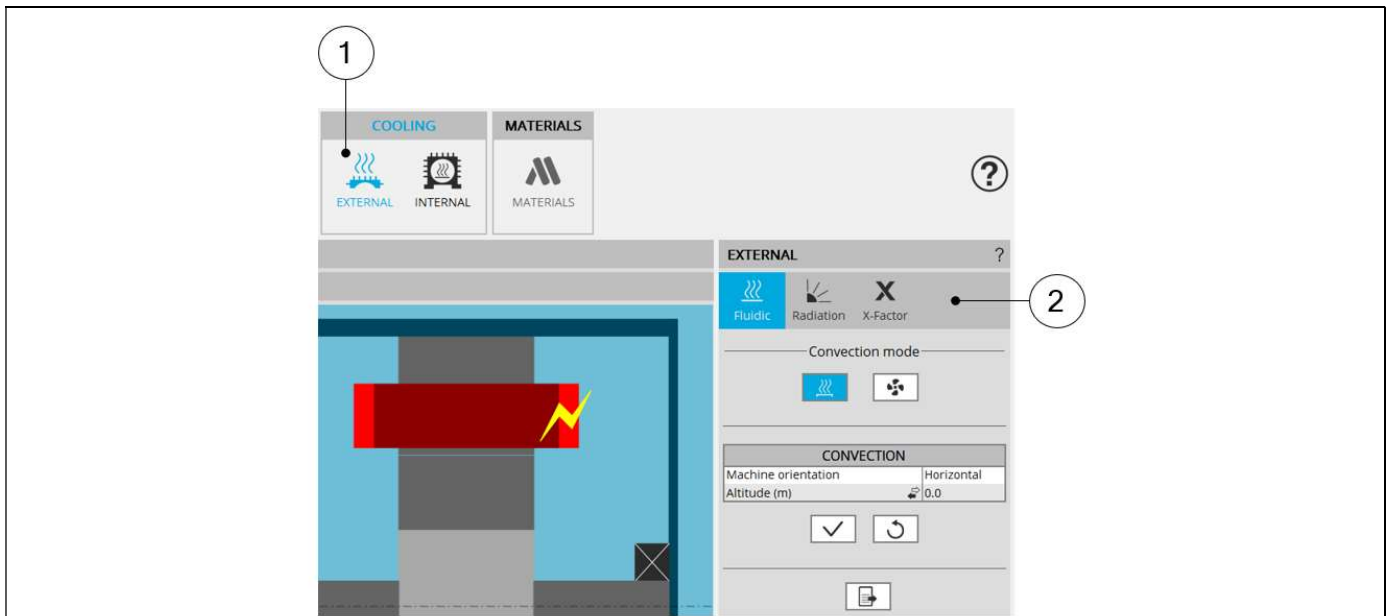 1
COOLING
MATERIALS
EXTERNAL
INTERNAL
MATERIALS
?
EXTERNAL ?
Fluidic Radiation X X-Factor
2
Convection mode
CONVECTION
Machine orientation Horizontal
Altitude (m) 0.0